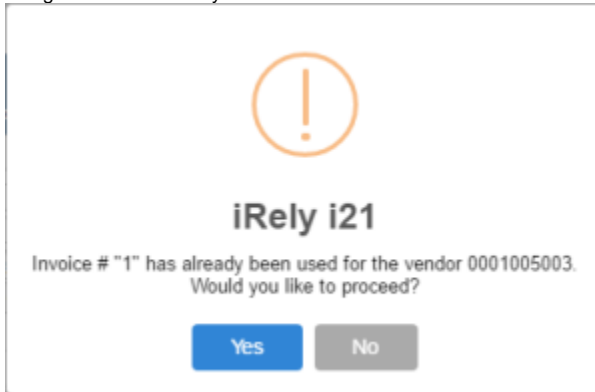 iRely i21
Invoice # "1" has already been used for the vendor 0001005003.
Would you like to proceed?
Yes
No